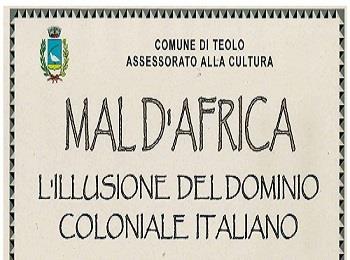 COMUNE DI TEOLO
ASSESSORATO ALLA CULTURA
MAL D'AFRICA
L'ILLUSIONE DEL DOMINIO
COLONIALE ITALIANO